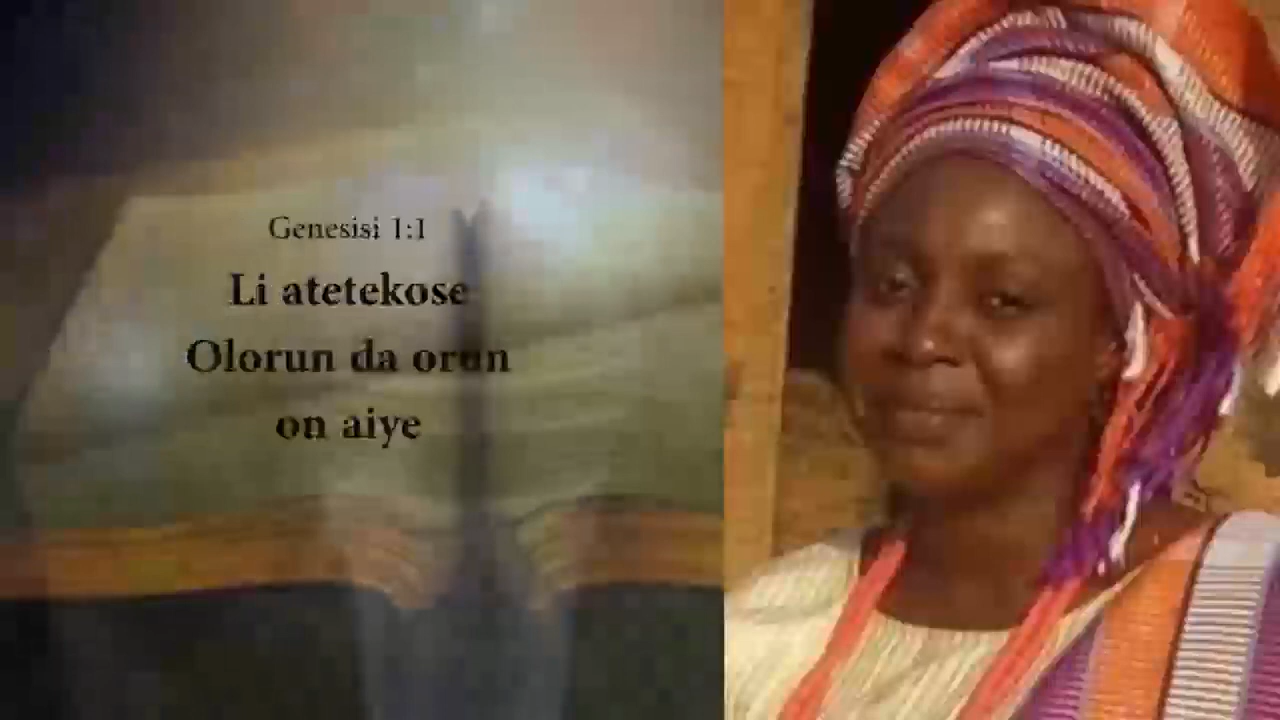 Genesisi 1:1
Li atetekose
Olorun da orun
on aiye